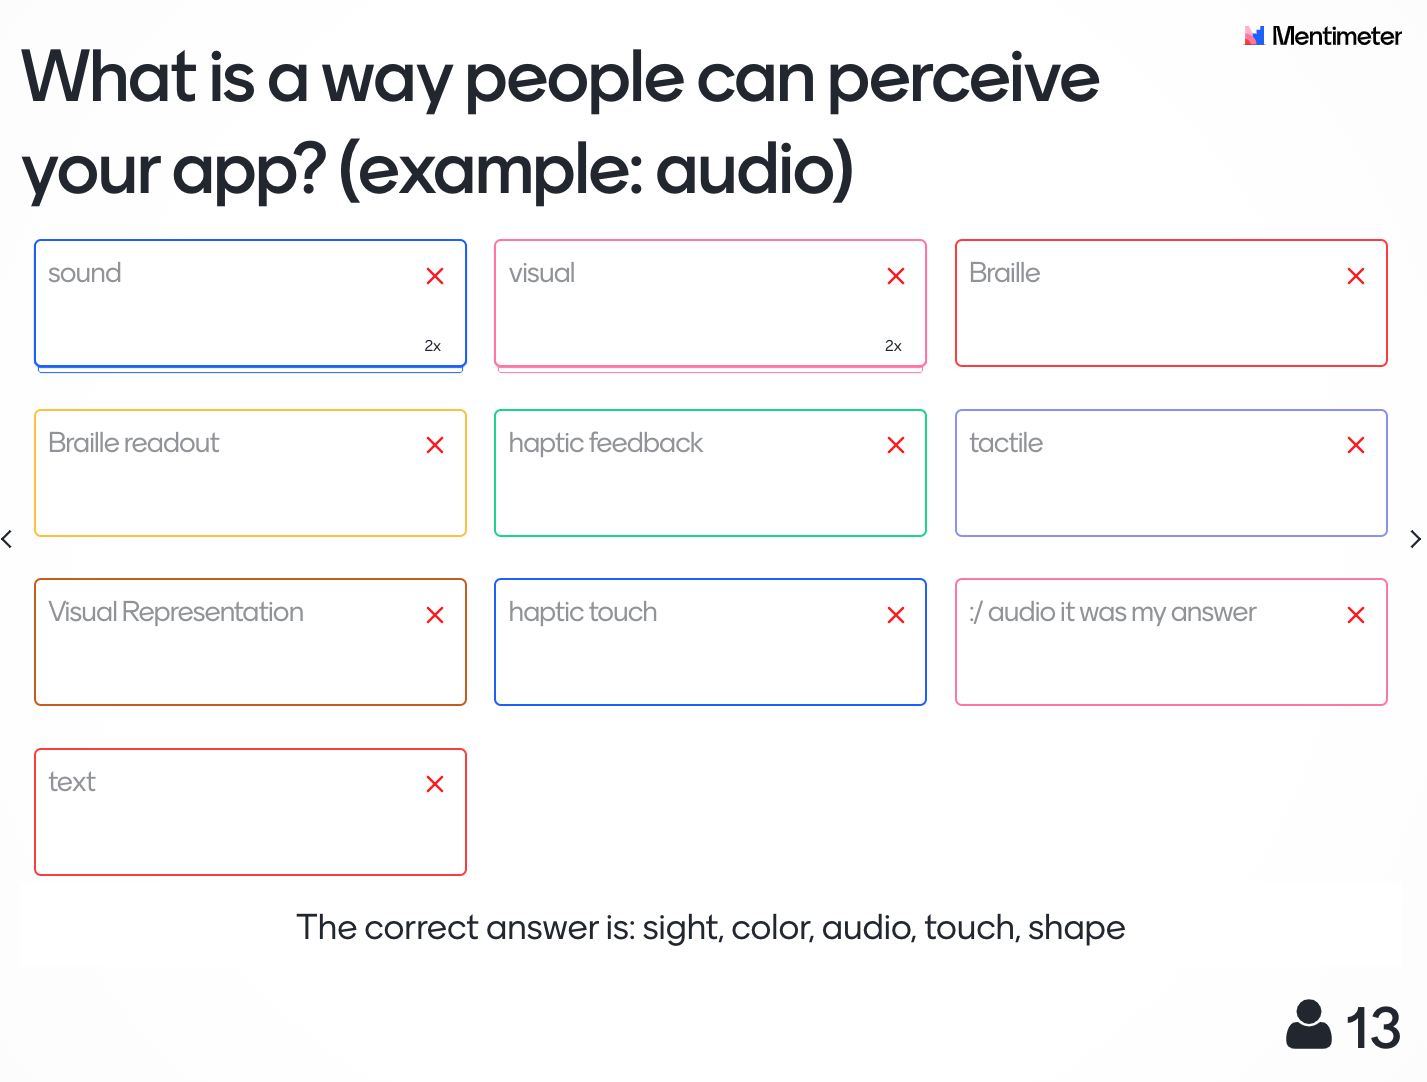 Mentimeter
What is a way people can perceive
your app? (example: audio)
sound
2x
visual
2x
Braille
Braille readout
haptic feedback
tactile
Visual Representation
haptic touch
:/ audio it was my answer
text
The correct answer is: sight, color, audio, touch, shape
13